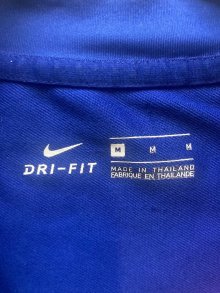 DRI-FIT
M M M
MADE IN THAILAND
FABRIQUE EN THAILANDE